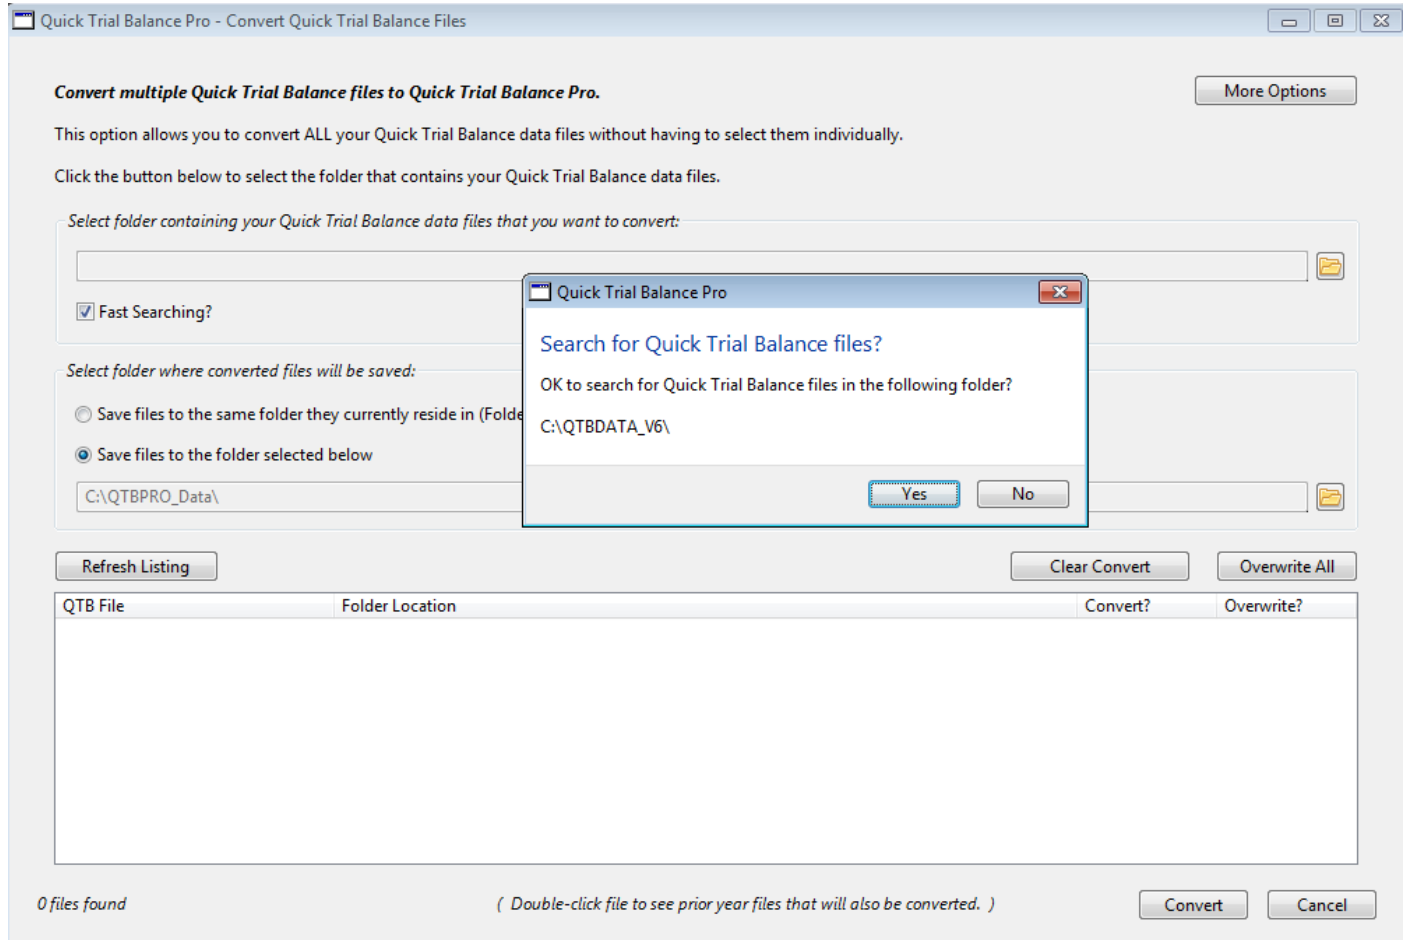 Quick Trial Balance Pro - Convert Quick Trial Balance Files
Convert multiple Quick Trial Balance files to Quick Trial Balance Pro.
More Options
This option allows you to convert ALL your Quick Trial Balance data files without having to select them individually.
Click the button below to select the folder that contains your Quick Trial Balance data files.
Select folder containing your Quick Trial Balance data files that you want to convert:
Fast Searching?
Quick Trial Balance Pro
Search for Quick Trial Balance files?
OK to search for Quick Trial Balance files in the following folder?
C:\QTBDATA_V6\
Yes
No
Select folder where converted files will be saved:
Save files to the same folder they currently reside in (Folde
Save files to the folder selected below
C:\QTBPRO_Data\
Refresh Listing
Clear Convert
Overwrite All
QTB File
Folder Location
Convert?
Overwrite?
0 files found
( Double-click file to see prior year files that will also be converted. )
Convert
Cancel